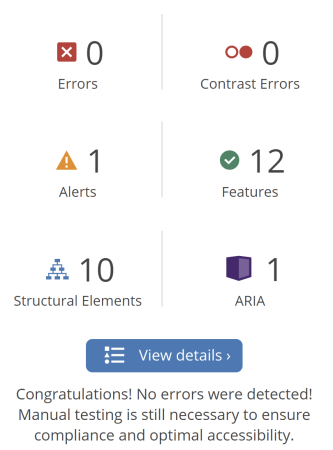 0
Errors
0
Contrast Errors
1
Alerts
12
Features
10
Structural Elements
1
ARIA
View details ›
Congratulations! No errors were detected!
Manual testing is still necessary to ensure
compliance and optimal accessibility.